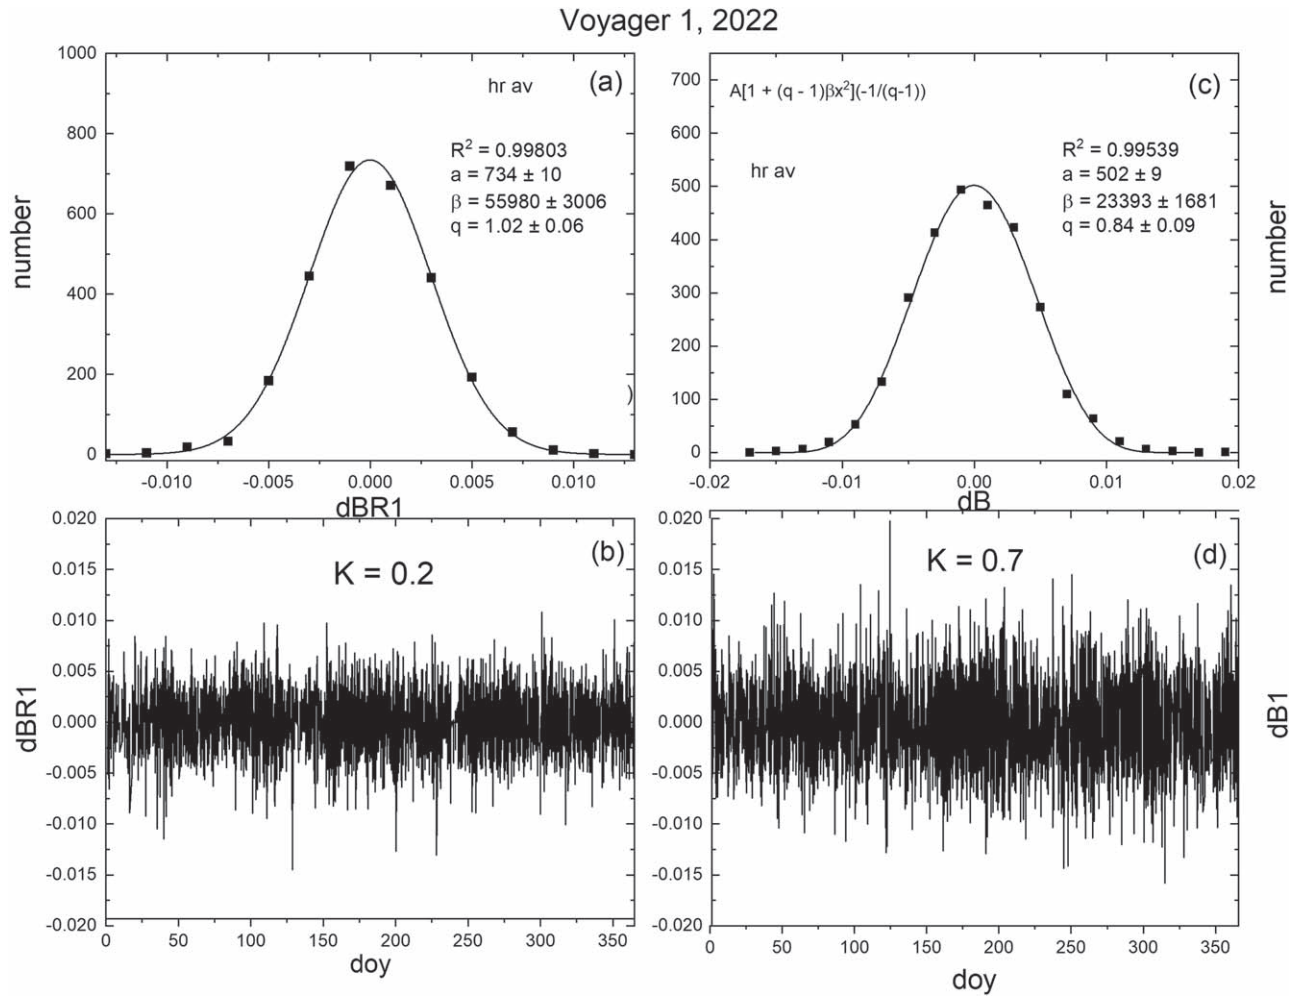 Voyager 1, 2022
1000
800
600
400
200
0
number
hr av
(a)
R² = 0.99803
a = 734 ± 10
β = 55980 ± 3006
q = 1.02 ± 0.06
)
-0.010
-0.005
0.000
0.005
0.010
dBR1
700
600
500
400
300
200
100
0
A[1 + (q - 1)βx²](-1/(q-1))
(c)
hr av
R² = 0.99539
a = 502 ± 9
β = 23393 ± 1681
q = 0.84 ± 0.09
number
-0.02
-0.01
0.00
0.01
0.02
dB
0.020
0.015
0.010
0.005
0.000
-0.005
-0.010
-0.015
-0.020
dBR1
K = 0.2
(b)
0
50
100
150
200
250
300
350
doy
0.020
0.015
0.010
0.005
0.000
-0.005
-0.010
-0.015
-0.020
K = 0.7
(d)
dB1
0
50
100
150
200
250
300
350
doy